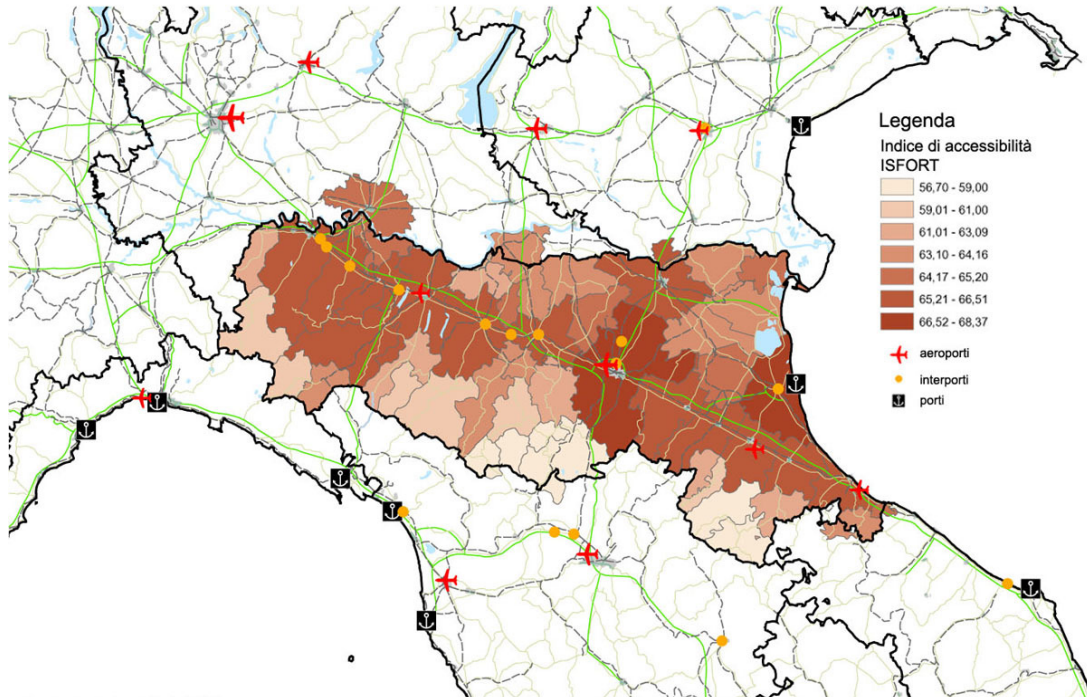 Legenda
Indice di accessibilità
ISFORT
56,70 - 59,00
59,01 - 61,00
61,01 - 63,09
63,10 - 64,16
64,17 - 65,20
65,21 - 66,51
66,52 - 68,37
aeroporti
interporti
porti